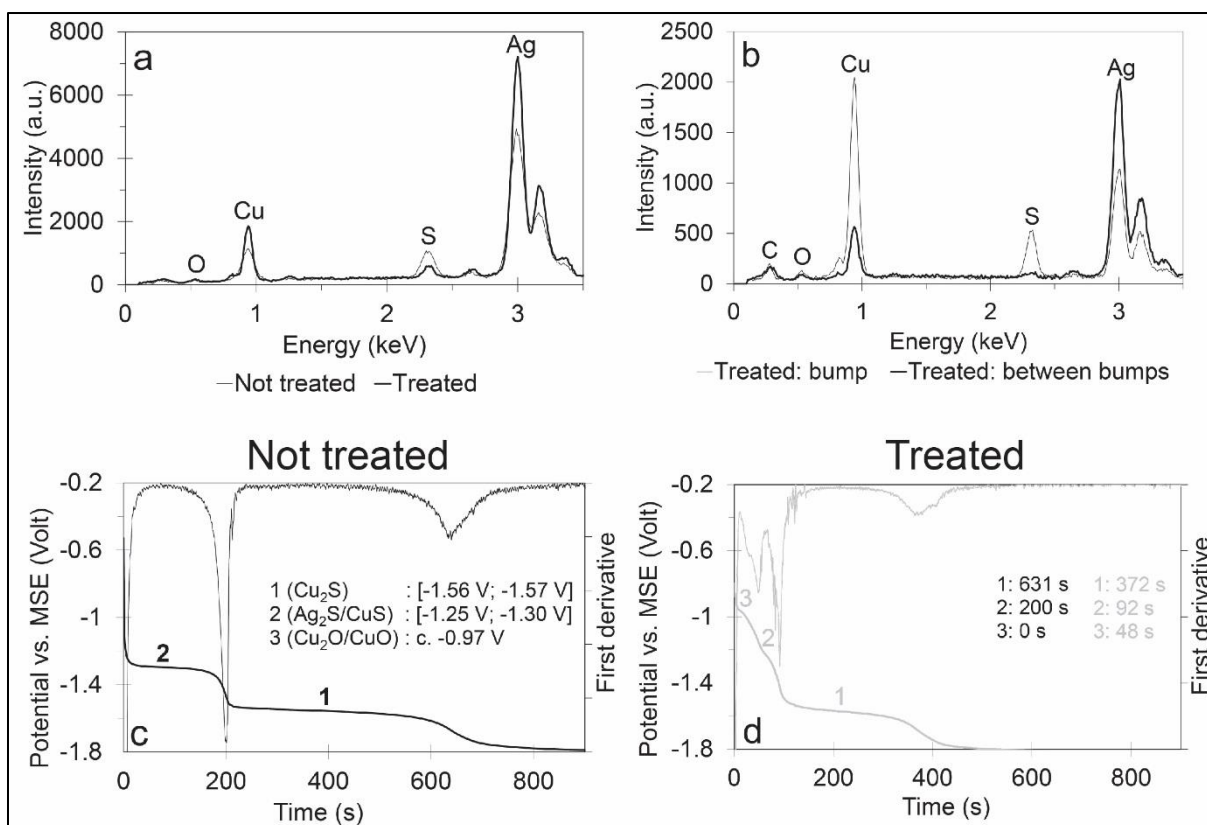 a
8000
6000
4000
2000
0
Intensity (a.u.)
O
Cu
S
Ag
0
1
2
3
Energy (keV)
Not treated
Treated
b
2500
2000
1500
1000
500
0
Intensity (a.u.)
C
O
Cu
S
Ag
0
1
2
3
Energy (keV)
Treated: bump
Treated: between bumps
Not treated
-0.2
-0.6
-1
-1.4
-1.8
Potential vs. MSE (Volt)
First derivative
1 (Cu₂S) : [-1.56 V; -1.57 V]
2 (Ag₂S/CuS) : [-1.25 V; -1.30 V]
3 (Cu₂O/CuO) : c. -0.97 V
2
1
c
0
200
400
600
800
Time (s)
Treated
-0.2
-0.6
-1
-1.4
-1.8
Potential vs. MSE (Volt)
First derivative
1: 631 s 1: 372 s
2: 200 s 2: 92 s
3: 0 s 3: 48 s
3
2
1
d
0
200
400
600
800
Time (s)